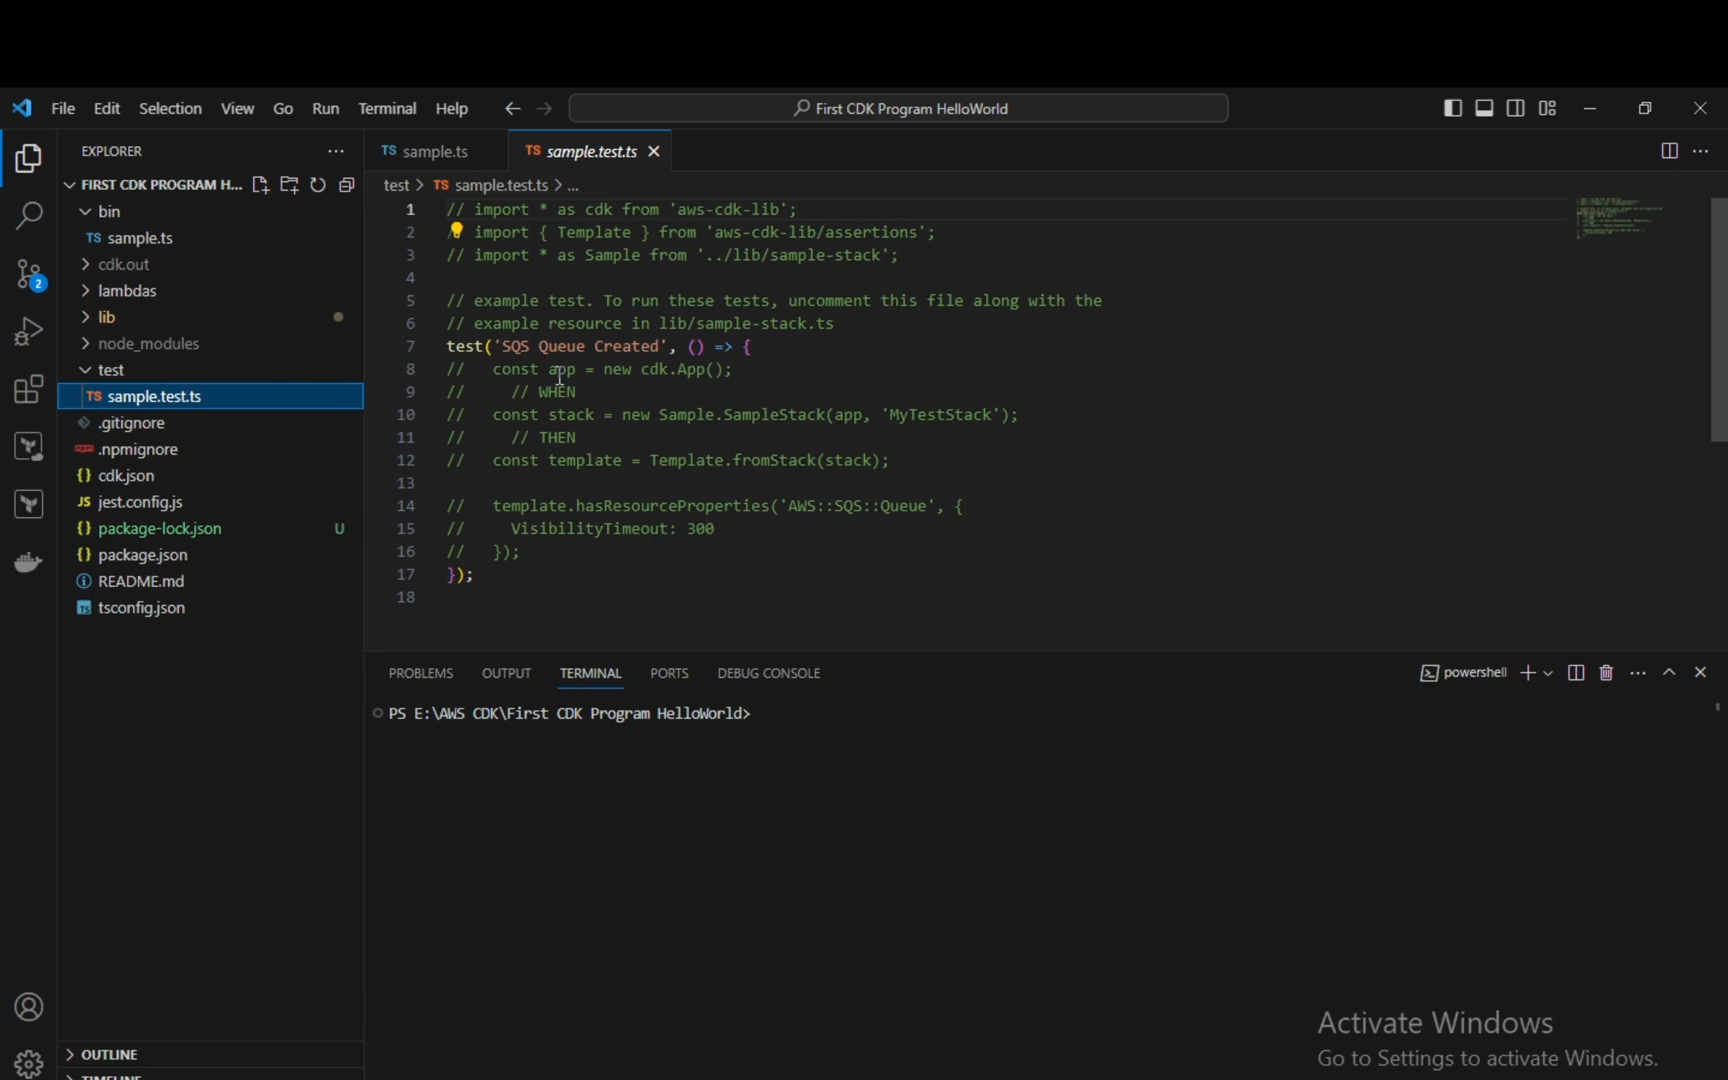 File Edit Selection View Go Run Terminal Help
First CDK Program HelloWorld
EXPLORER
FIRST CDK PROGRAM H...
bin
TS sample.ts
cdk.out
lambdas
lib
node_modules
test
TS sample.test.ts
.gitignore
.npmignore
{} cdk.json
JS jest.config.js
{} package-lock.json U
{} package.json
README.md
TS tsconfig.json
OUTLINE
2
TS sample.ts
TS sample.test.ts
test > TS sample.test.ts > ...
1 // import * as cdk from 'aws-cdk-lib';
2 import { Template } from 'aws-cdk-lib/assertions';
3 // import * as Sample from '../lib/sample-stack';
4
5 // example test. To run these tests, uncomment this file along with the
6 // example resource in lib/sample-stack.ts
7 test('SQS Queue Created', () => {
8 // const app = new cdk.App();
9 // // WHEN
10 // const stack = new Sample.SampleStack(app, 'MyTestStack');
11 // // THEN
12 // const template = Template.fromStack(stack);
13
14 // template.hasResourceProperties('AWS::SQS::Queue', {
15 // VisibilityTimeout: 300
16 // });
17 });
18
PROBLEMS OUTPUT TERMINAL PORTS DEBUG CONSOLE
powershell
PS E:\AWS CDK\First CDK Program HelloWorld>
Activate Windows
Go to Settings to activate Windows.